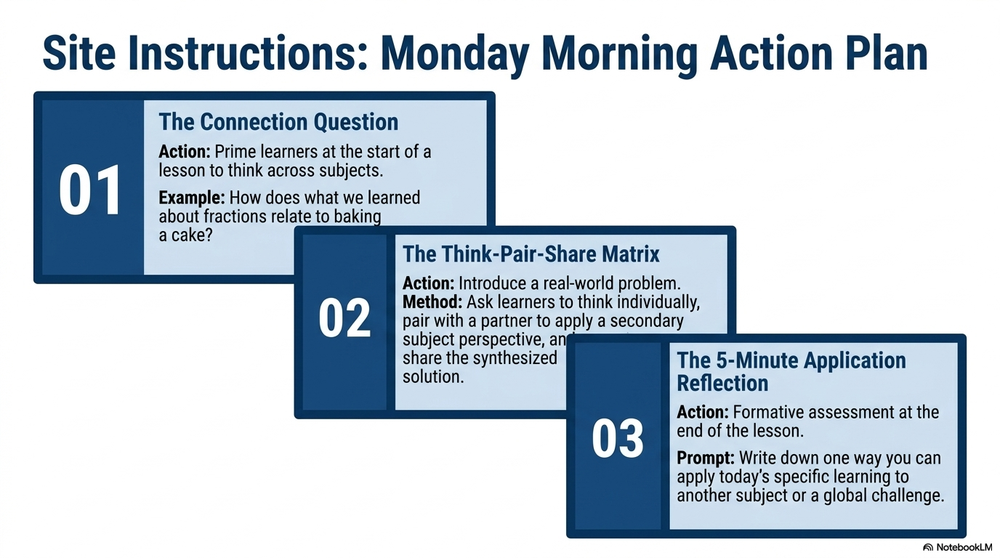 Site Instructions: Monday Morning Action Plan
01
The Connection Question
Action: Prime learners at the start of a
lesson to think across subjects.
Example: How does what we learned
about fractions relate to baking
a cake?
02
The Think-Pair-Share Matrix
Action: Introduce a real-world problem.
Method: Ask learners to think individually,
pair with a partner to apply a secondary
subject perspective,
share the synthesized
solution.
03
The 5-Minute Application
Reflection
Action: Formative assessment at the
end of the lesson.
Prompt: Write down one way you can
apply today's specific learning to
another subject or a global challenge.
NotebookLM